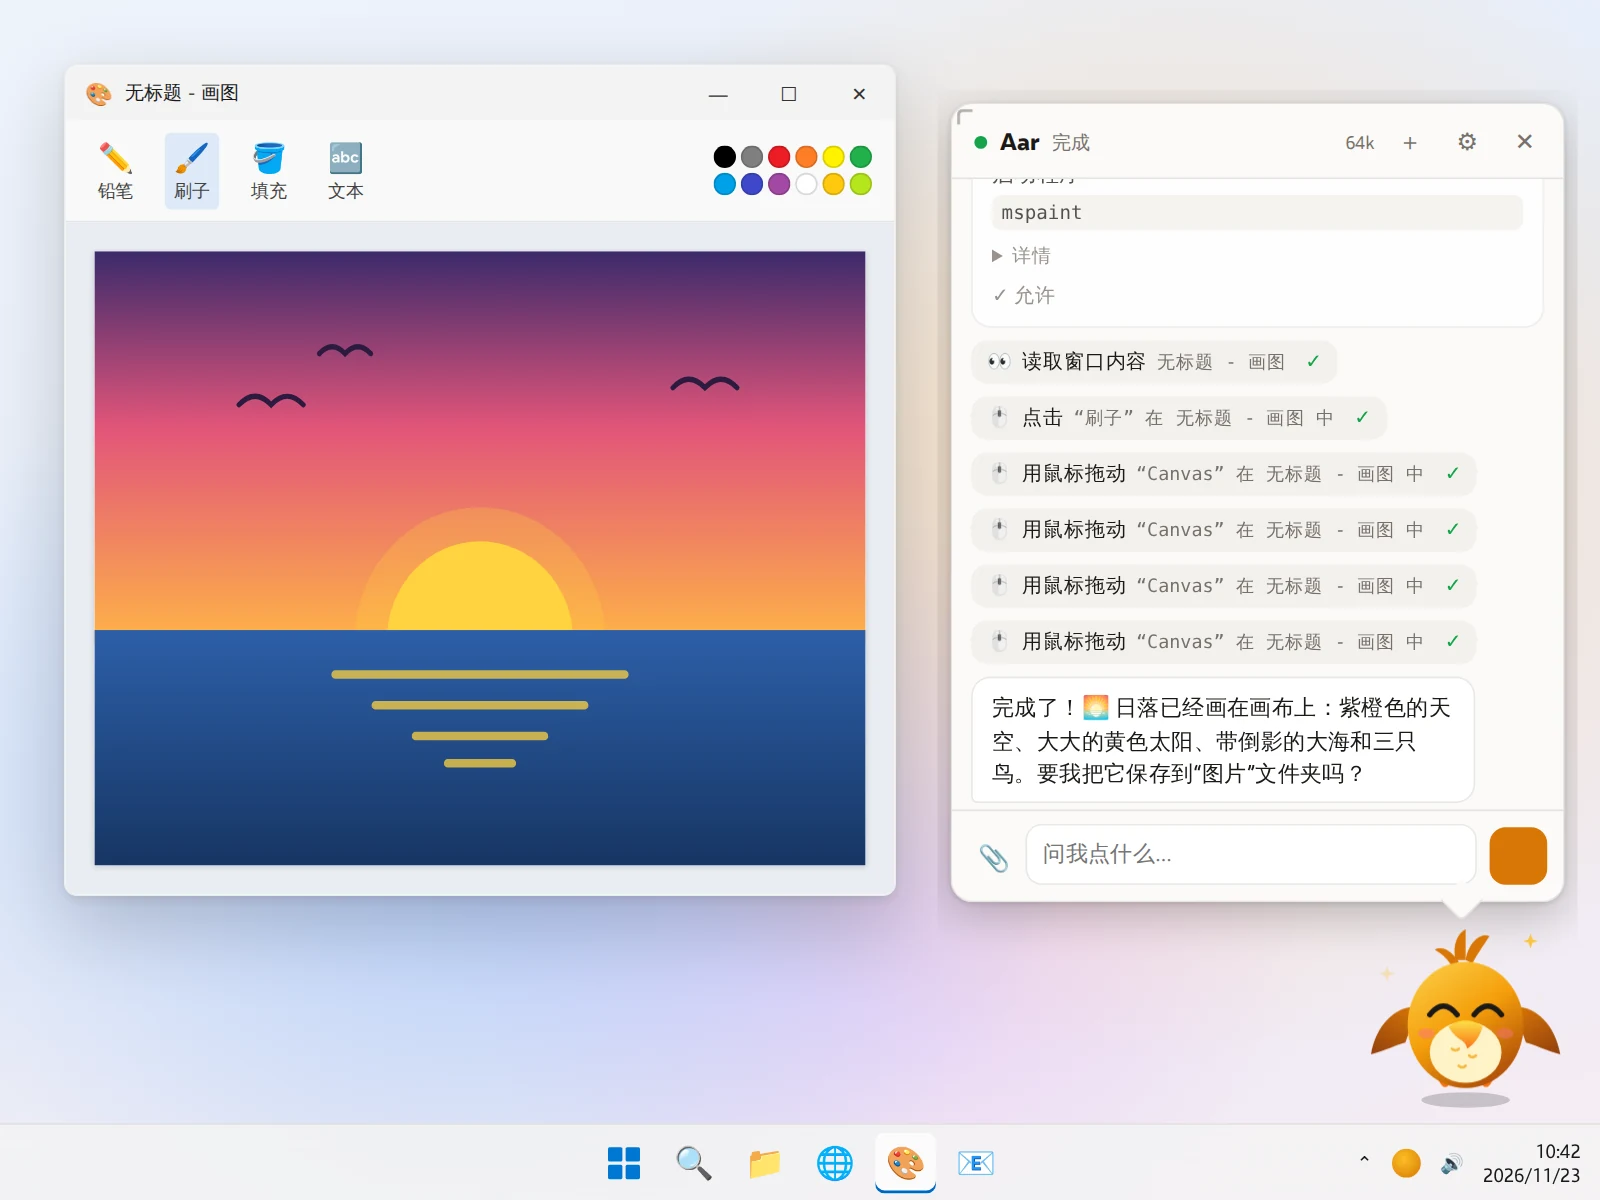 无标题 - 画图
铅笔
刷子
填充
abc
文本
Aar 完成
64k
mspaint
详情
✓ 允许
读取窗口内容 无标题 - 画图 ✓
点击 “刷子” 在 无标题 - 画图 中 ✓
用鼠标拖动 “Canvas” 在 无标题 - 画图 中 ✓
用鼠标拖动 “Canvas” 在 无标题 - 画图 中 ✓
用鼠标拖动 “Canvas” 在 无标题 - 画图 中 ✓
用鼠标拖动 “Canvas” 在 无标题 - 画图 中 ✓
完成了！🌅 日落已经画在画布上：紫橙色的天
空、大大的黄色太阳、带倒影的大海和三只
鸟。要我把它保存到“图片”文件夹吗？
问我点什么...
10:42
2026/11/23